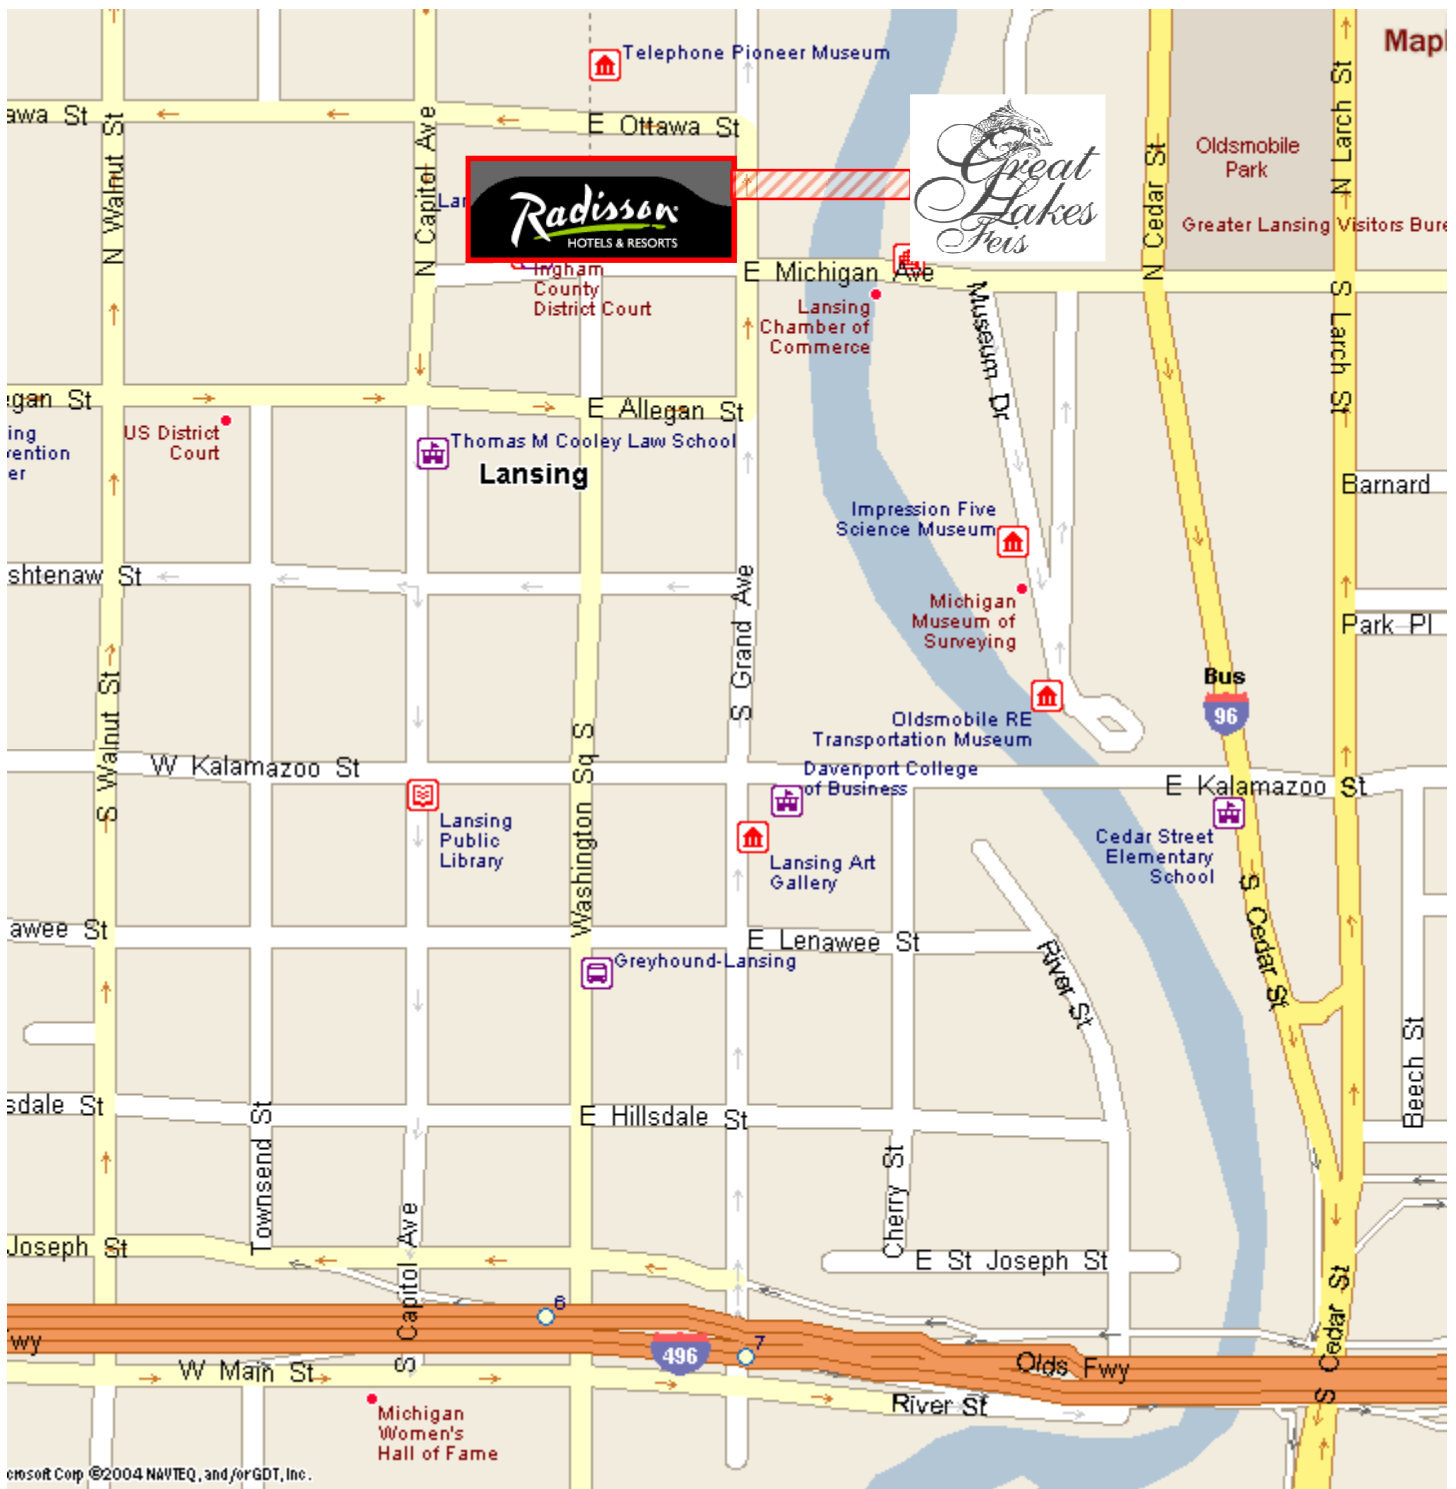 Telephone Pioneer Museum
Mapl
awa St
E Ottawa St
N Walnut St
N Capitol Ave
N Cedar St
N Larch St
Oldsmobile
Park
Great
Lakes
Feis
Lan
Radisson
HOTELS & RESORTS
Greater Lansing Visitors Bure
Ingham
County
District Court
E Michigan Ave
Lansing
Chamber of
Commerce
Museum Dr
S Larch St
egan St
E Allegan St
ing
vention
er
US District
Court
Thomas M Cooley Law School
Lansing
Barnard
Impression Five
Science Museum
shtenaw St
S Grand Ave
Michigan
Museum of
Surveying
Park Pl
S Walnut St
Bus
96
Oldsmobile RE
Transportation Museum
Washington Sq S
W Kalamazoo St
Davenport College
of Business
E Kalamazoo St
Lansing
Public
Library
Lansing Art
Gallery
Cedar Street
Elementary
School
S Cedar St
awee St
E Lenawee St
River St
Greyhound-Lansing
Beech St
sdale St
Townsend St
E Hillsdale St
Cherry St
Joseph St
S Capitol Ave
E St Joseph St
S Cedar St
6
7
wy
496
Olds Fwy
W Main St
River St
Michigan
Women's
Hall of Fame
crosoft Corp ©2004 NAVTEQ, and/or GDT, Inc.